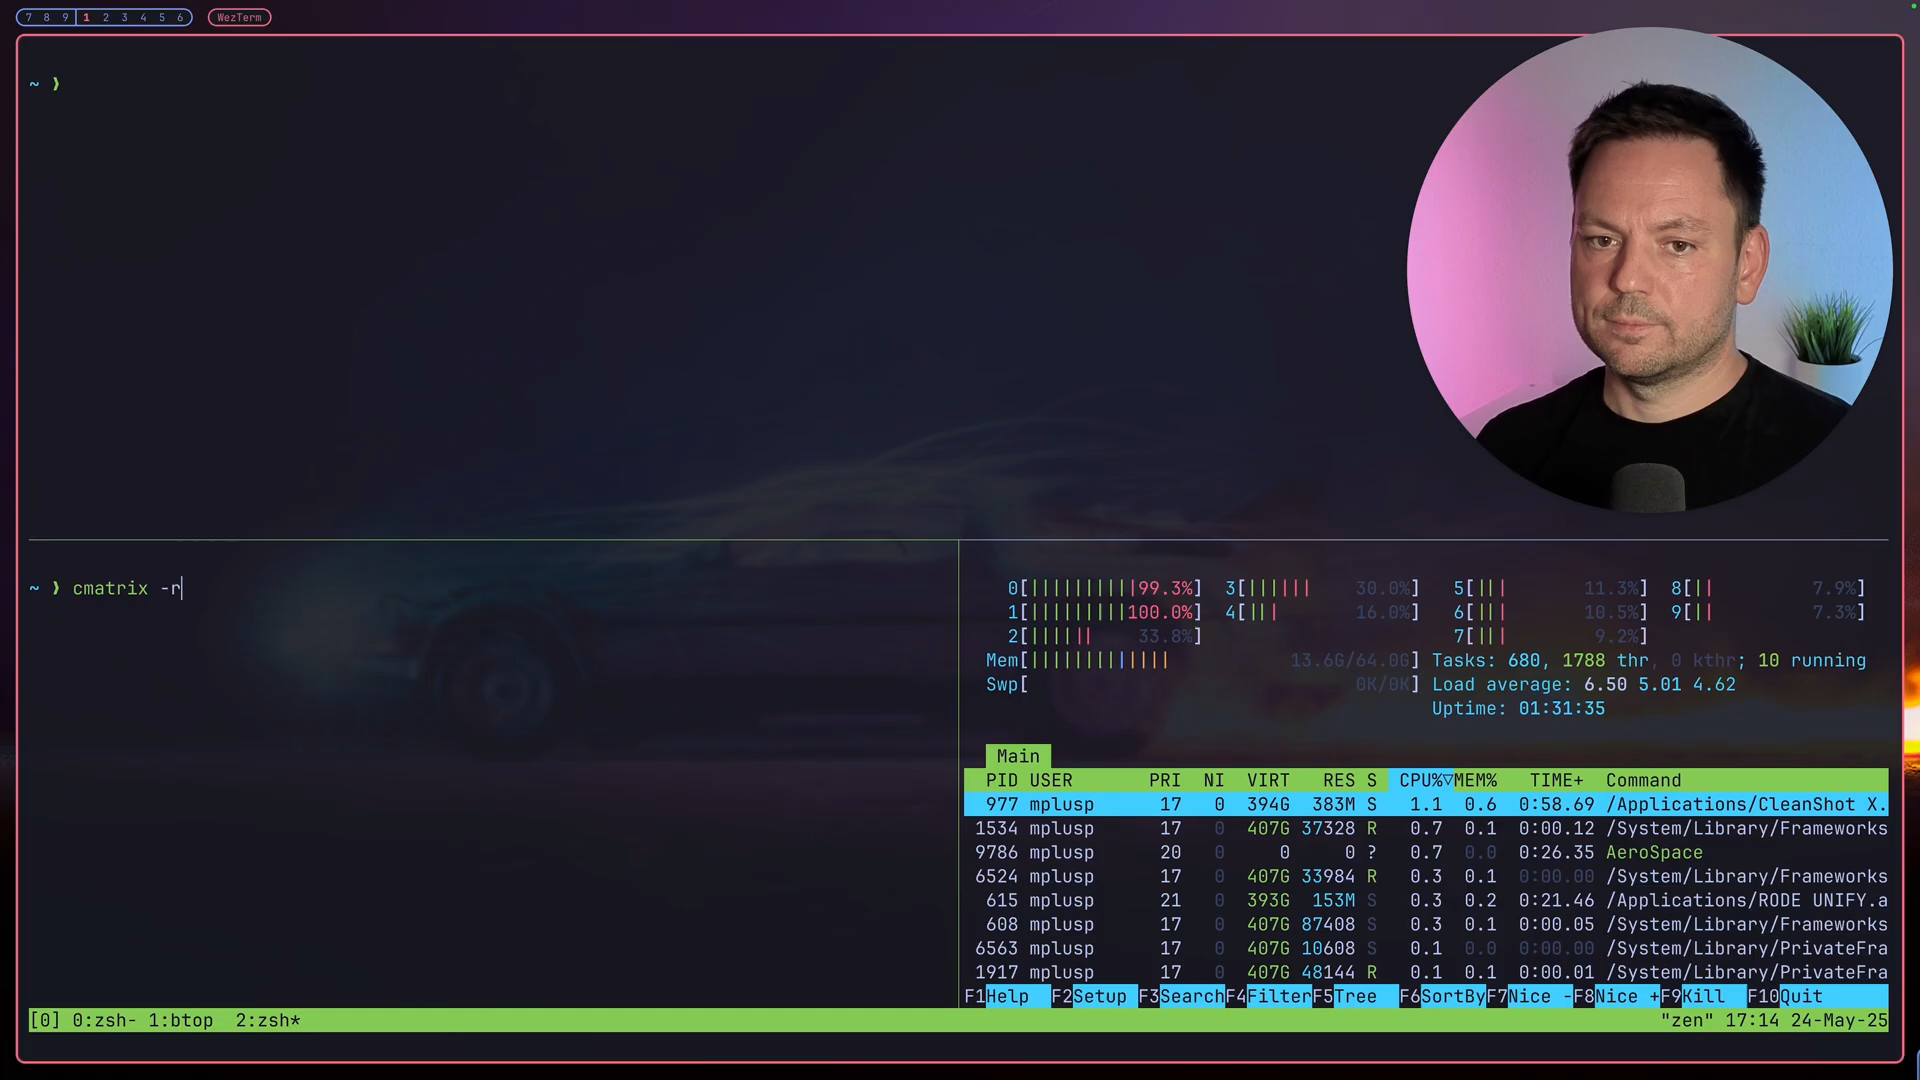 7 8 9 1 2 3 4 5 6 WezTerm
~ ❯
~ ❯ cmatrix -r
0[||||||||||99.3%] 3[|||||| 30.0%] 5[||| 11.3%] 8[|| 7.9%]
1[|||||||||100.0%] 4[||| 16.0%] 6[||| 10.5%] 9[|| 7.3%]
2[|||||| 33.8%] 7[||| 9.2%]
Mem[||||||||||||| 13.6G/64.0G] Tasks: 680, 1788 thr, 0 kthr; 10 running
Swp[ 0K/0K] Load average: 6.50 5.01 4.62
Uptime: 01:31:35
Main
PID USER PRI NI VIRT RES S CPU%▽MEM% TIME+ Command
977 mplusp 17 0 394G 383M S 1.1 0.6 0:58.69 /Applications/CleanShot X.
1534 mplusp 17 0 407G 37328 R 0.7 0.1 0:00.12 /System/Library/Frameworks
9786 mplusp 20 0 0 0 ? 0.7 0.0 0:26.35 AeroSpace
6524 mplusp 17 0 407G 33984 R 0.3 0.1 0:00.00 /System/Library/Frameworks
615 mplusp 21 0 393G 153M S 0.3 0.2 0:21.46 /Applications/RODE UNIFY.a
608 mplusp 17 0 407G 87408 S 0.3 0.1 0:00.05 /System/Library/Frameworks
6563 mplusp 17 0 407G 10608 S 0.1 0.0 0:00.00 /System/Library/PrivateFra
1917 mplusp 17 0 407G 48144 R 0.1 0.1 0:00.01 /System/Library/PrivateFra
F1Help F2Setup F3SearchF4FilterF5Tree F6SortByF7Nice -F8Nice +F9Kill F10Quit
[0] 0:zsh- 1:btop 2:zsh* "zen" 17:14 24-May-25